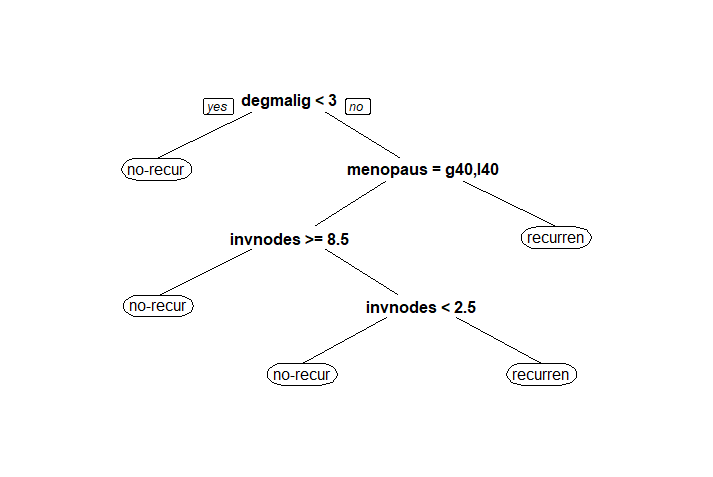 yes degmalig < 3 no
no-recur
menopaus = g40,l40
invnodes >= 8.5
recurren
no-recur
invnodes < 2.5
no-recur
recurren